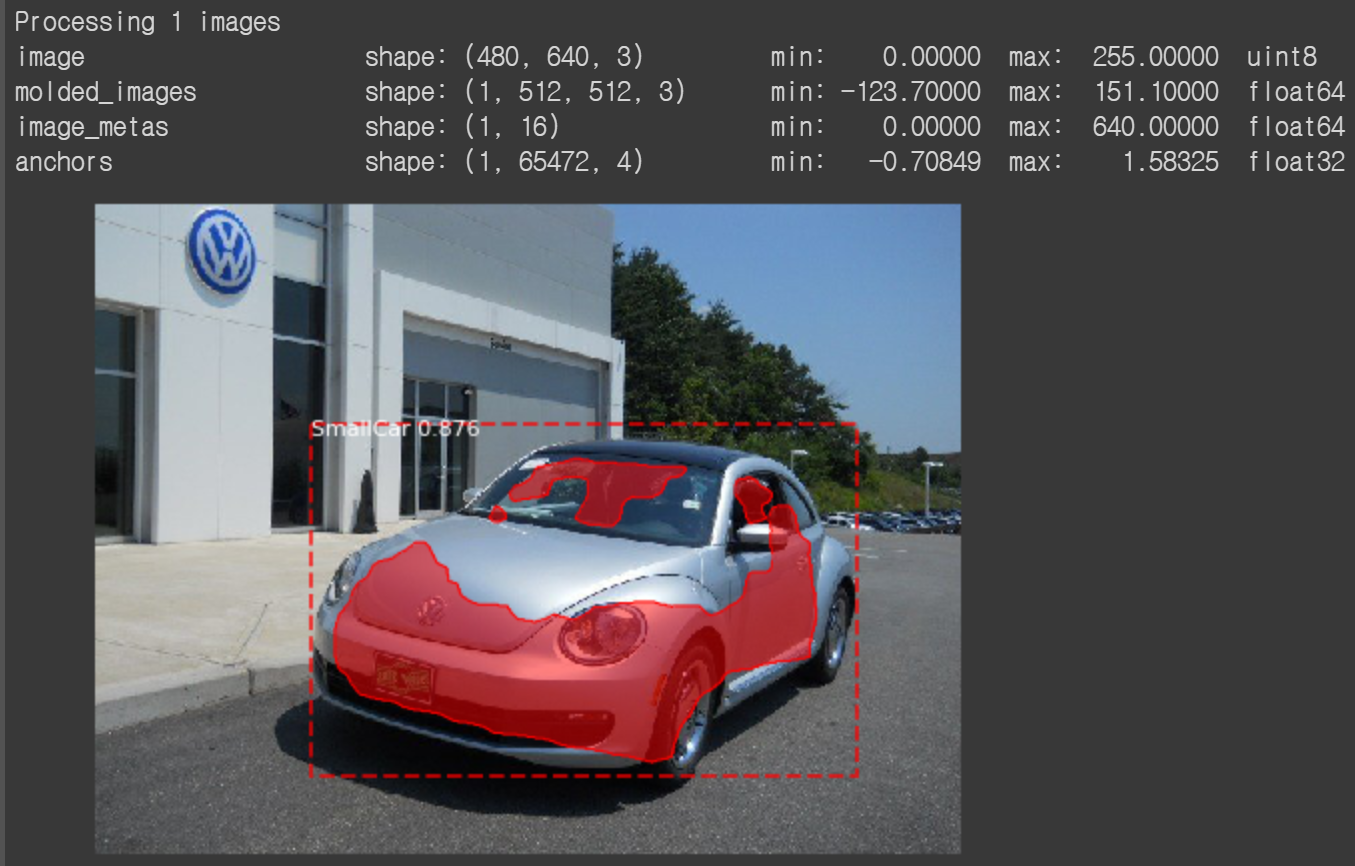 Processing 1 images
image shape: (480, 640, 3) min: 0.00000 max: 255.00000 uint8
molded_images shape: (1, 512, 512, 3) min: -123.70000 max: 151.10000 float64
image_metas shape: (1, 16) min: 0.00000 max: 640.00000 float64
anchors shape: (1, 65472, 4) min: -0.70849 max: 1.58325 float32
SmallCar 0.876